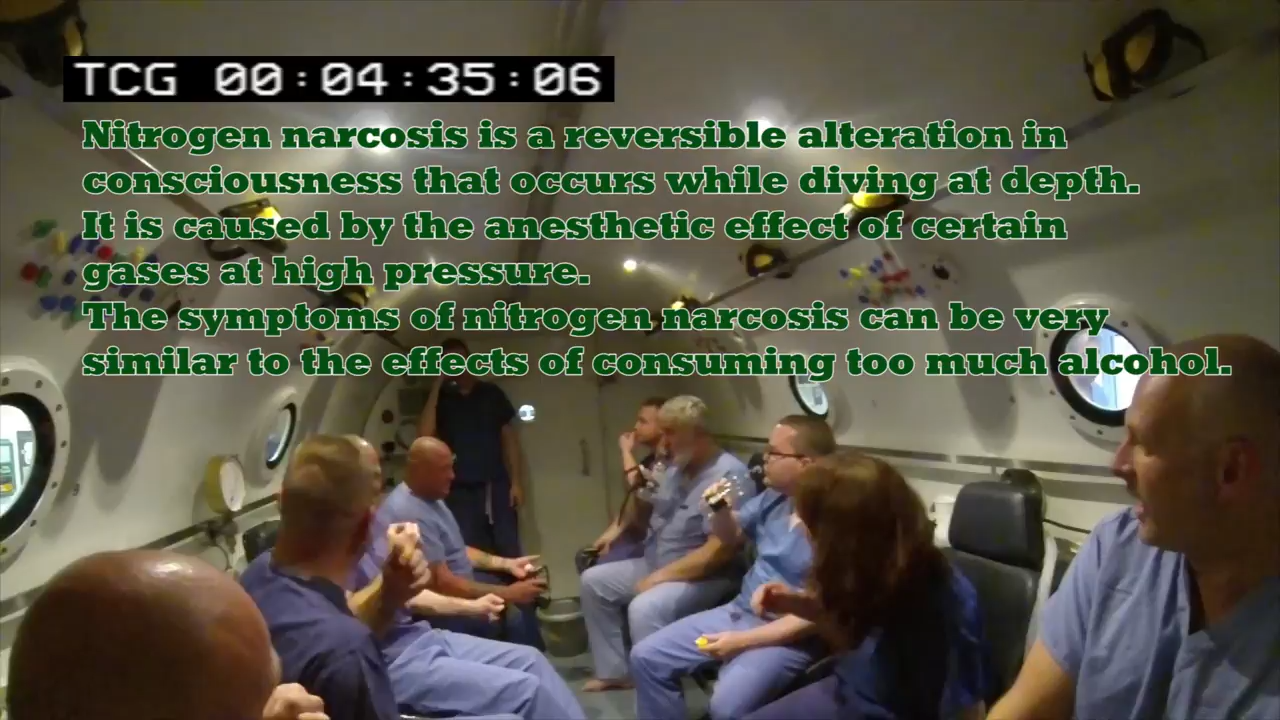 TCG 00:04:35:06
Nitrogen narcosis is a reversible alteration in
consciousness that occurs while diving at depth.
It is caused by the anesthetic effect of certain
gases at high pressure.
The symptoms of nitrogen narcosis can be very
similar to the effects of consuming too much alcohol.